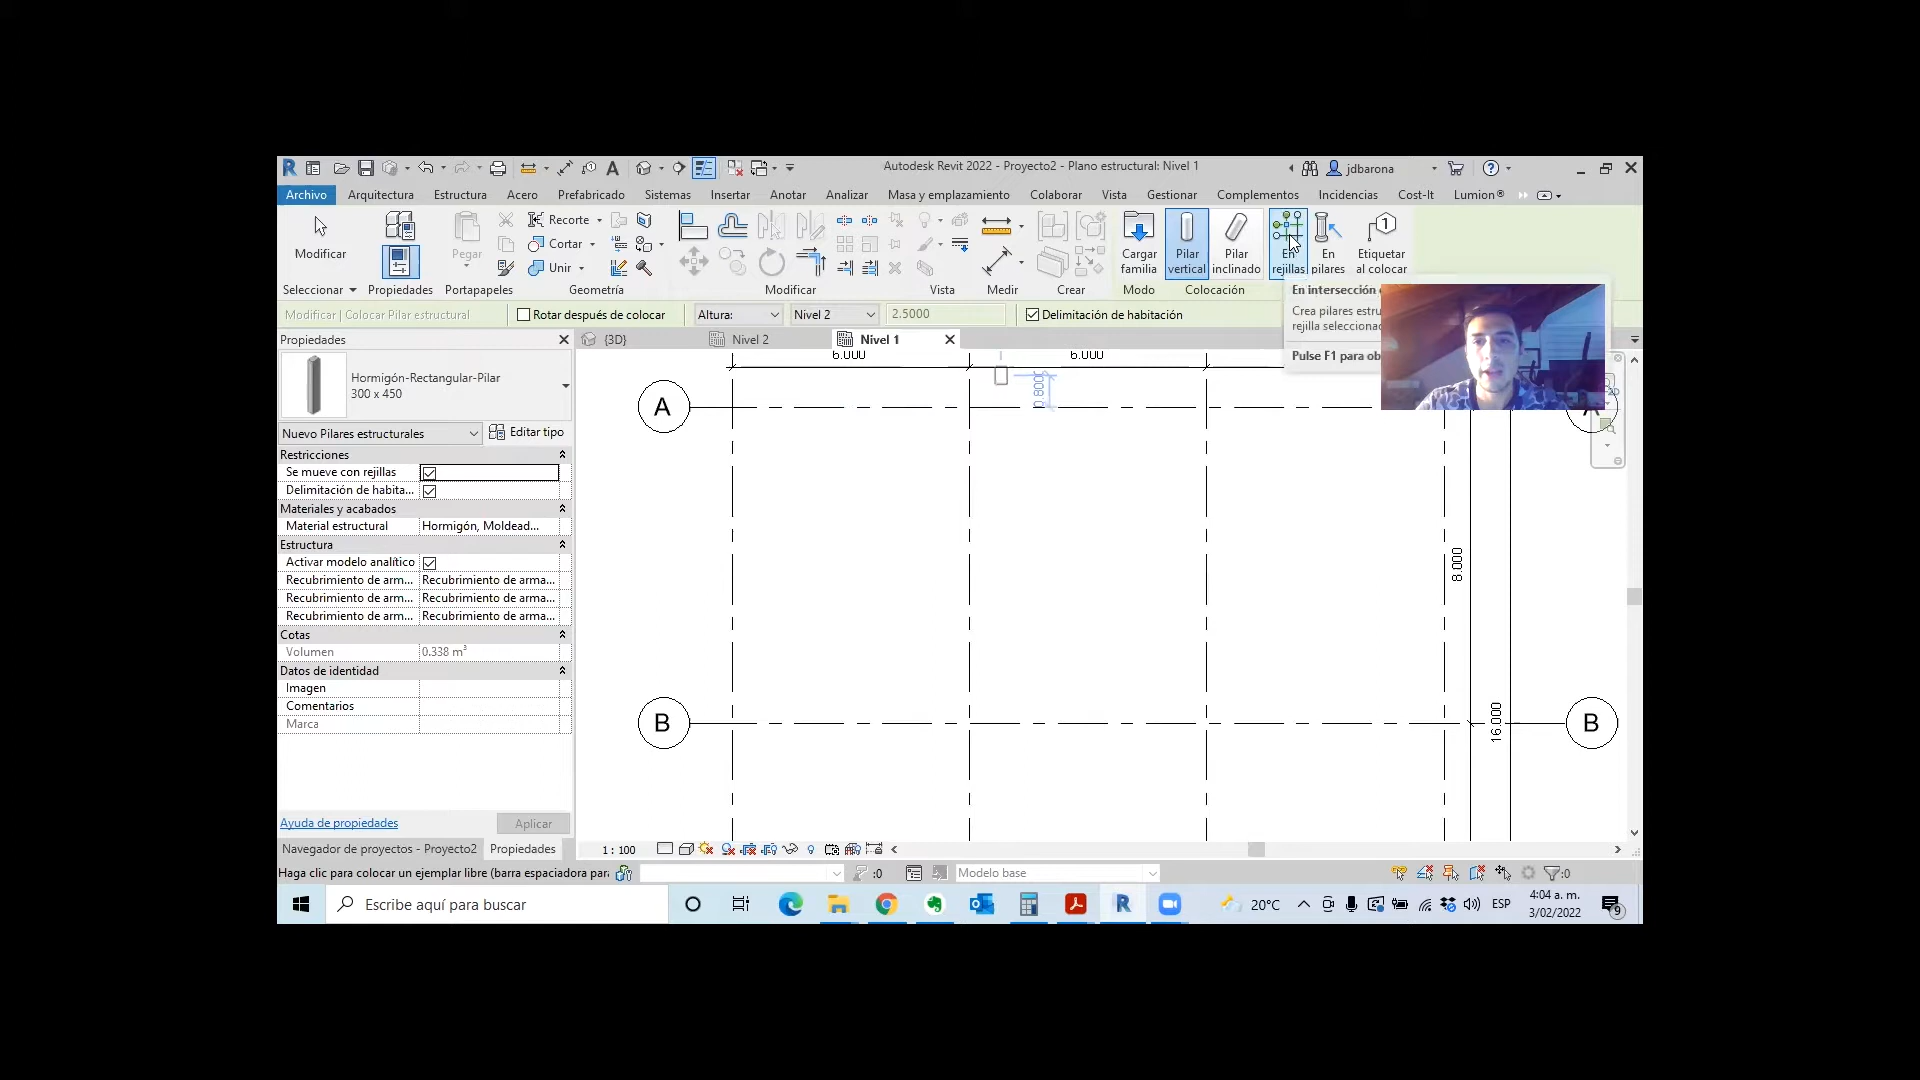 Autodesk Revit 2022 - Proyecto2 - Plano estructural: Nivel 1
jdbarona
Archivo Arquitectura Estructura Acero Prefabricado Sistemas Insertar Anotar Analizar Masa y emplazamiento Colaborar Vista Gestionar Complementos Incidencias Cost-It Lumion®
Modificar
Pegar
Recorte
Cortar
Unir
Cargar familia
Pilar vertical
Pilar inclinado
En rejillas
En pilares
Etiquetar al colocar
Seleccionar Propiedades Portapapeles Geometría Modificar Vista Medir Crear Modo Colocación
En intersección
Crea pilares estru
rejilla seleccionad
Pulse F1 para ob
Modificar | Colocar Pilar estructural
Rotar después de colocar
Altura:
Nivel 2
2.5000
Delimitación de habitación
Propiedades
{3D}
Nivel 2
Nivel 1
Hormigón-Rectangular-Pilar
300 x 450
Nuevo Pilares estructurales
Editar tipo
Restricciones
Se mueve con rejillas
Delimitación de habita...
Materiales y acabados
Material estructural Hormigón, Moldead...
Estructura
Activar modelo analítico
Recubrimiento de arm... Recubrimiento de arma...
Recubrimiento de arm... Recubrimiento de arma...
Recubrimiento de arm... Recubrimiento de arma...
Cotas
Volumen 0.338 m³
Datos de identidad
Imagen
Comentarios
Marca
Ayuda de propiedades
Aplicar
Navegador de proyectos - Proyecto2
Propiedades
6.000
6.000
0.8000
A
8.000
B
16.000
B
1 : 100
Haga clic para colocar un ejemplar libre (barra espaciadora para
:0
Modelo base
:0
Escribe aquí para buscar
20°C
ESP
4:04 a. m.
3/02/2022
9